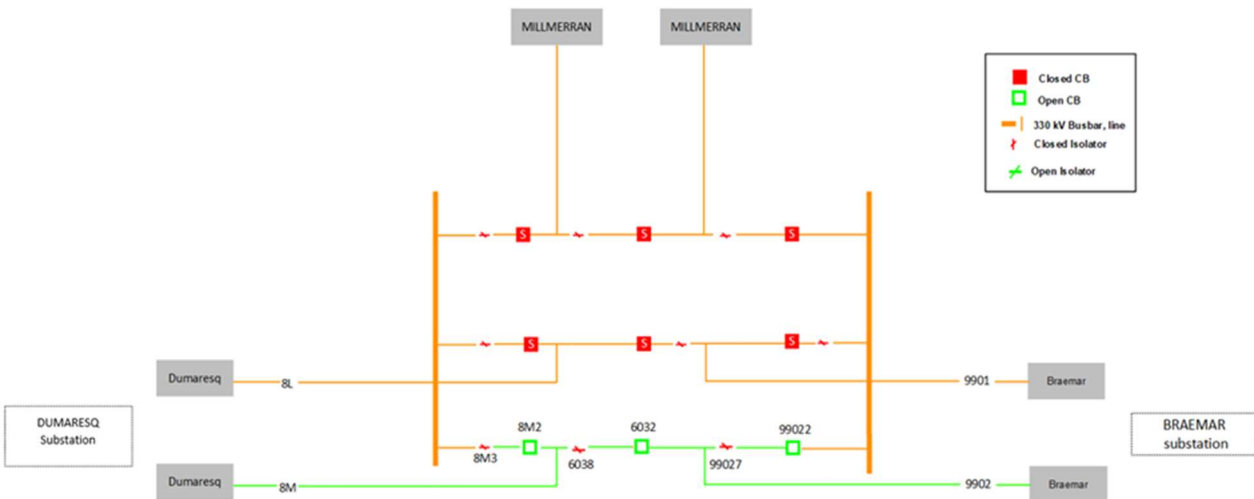 MILLMERRAN
MILLMERRAN
Closed CB
Open CB
330 kV Busbar, line
Closed Isolator
Open Isolator
S
S
S
S
S
S
Dumaresq
8L
9901
Braemar
DUMARESQ
Substation
BRAEMAR
substation
8M2
6032
99022
8M3
6038
99027
Dumaresq
8M
9902
Braemar